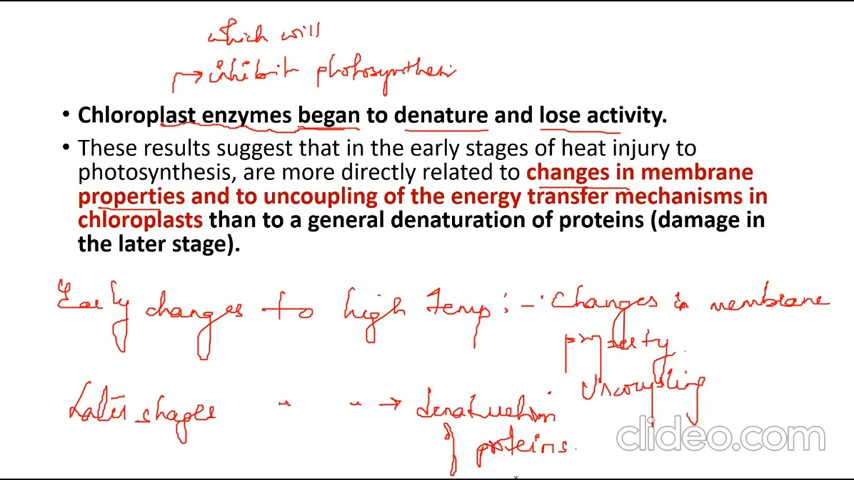 which will
→ inhibit photosynthesis
• Chloroplast enzymes began to denature and lose activity.
• These results suggest that in the early stages of heat injury to
photosynthesis, are more directly related to changes in membrane
properties and to uncoupling of the energy transfer mechanisms in
chloroplasts than to a general denaturation of proteins (damage in
the later stage).
Early changes to high Temp: - Changes in membrane
property
Uncoupling
Later stages " " → denaturation
of proteins.
clideo.com